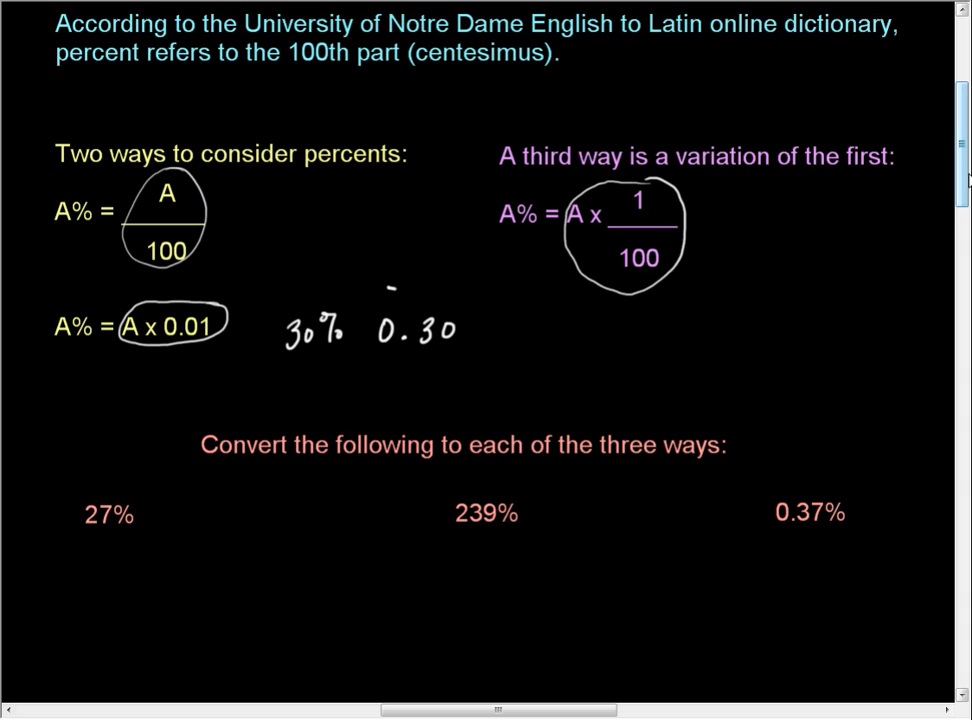 According to the University of Notre Dame English to Latin online dictionary,
percent refers to the 100th part (centesimus).
Two ways to consider percents:
A% = A
100
A% = A x 0.01
30% 0.30
A third way is a variation of the first:
A% = A x 1
100
Convert the following to each of the three ways:
27% 239% 0.37%